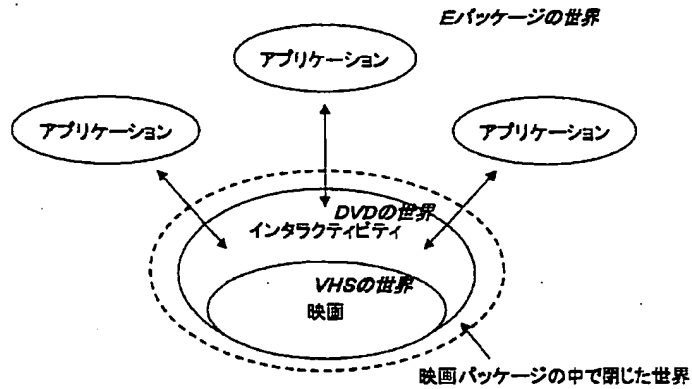 Eパッケージの世界
アプリケーション
アプリケーション
アプリケーション
DVDの世界
インタラクティビティ
VHSの世界
映画
映画パッケージの中で閉じた世界